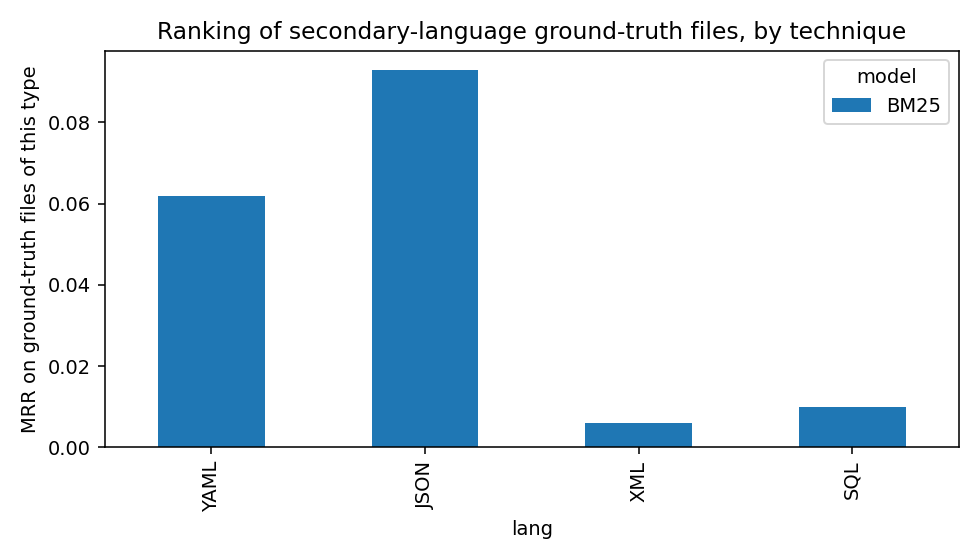 Ranking of secondary-language ground-truth files, by technique
MRR on ground-truth files of this type
0.08
0.06
0.04
0.02
0.00
model
BM25
YAML
JSON
XML
SQL
lang